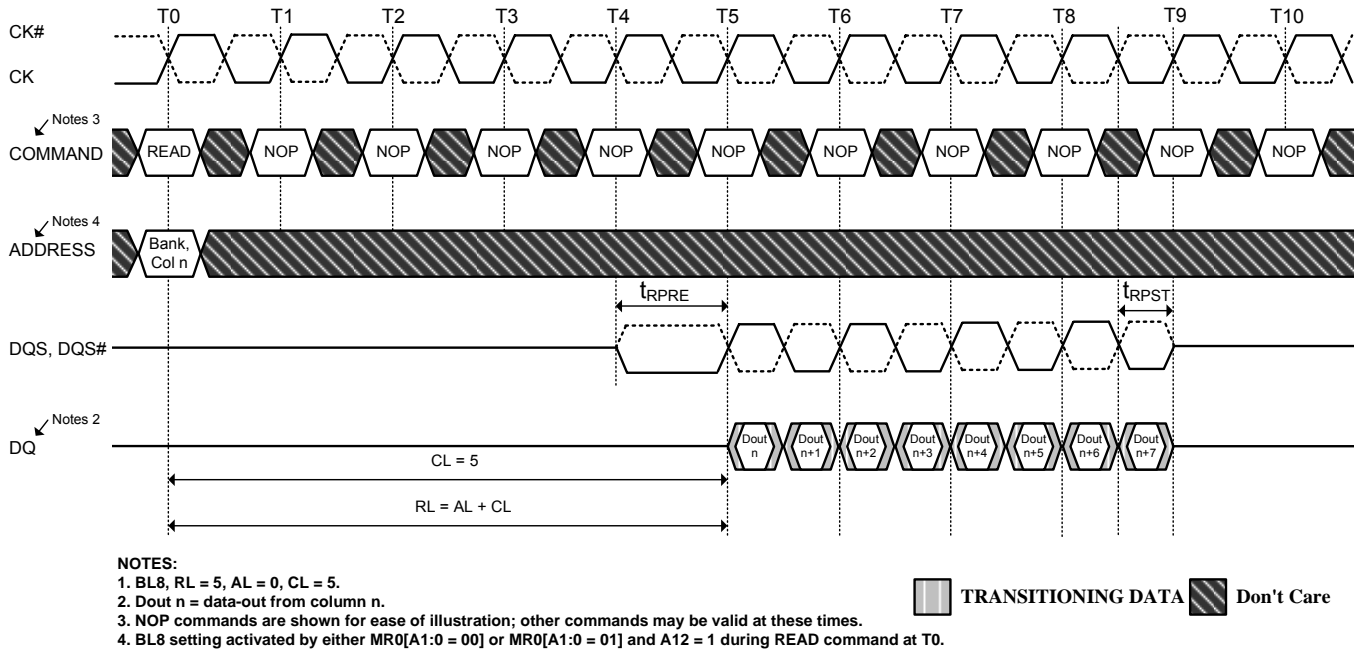 T0 T1 T2 T3 T4 T5 T6 T7 T8 T9 T10
CK#
CK
Notes 3
COMMAND READ NOP NOP NOP NOP NOP NOP NOP NOP NOP NOP
Notes 4
ADDRESS Bank,
Col n
tRPRE tRPST
DQS, DQS#
Notes 2
DQ
Dout Dout Dout Dout Dout Dout Dout Dout
n n+1 n+2 n+3 n+4 n+5 n+6 n+7
CL = 5
RL = AL + CL
NOTES:
1. BL8, RL = 5, AL = 0, CL = 5.
2. Dout n = data-out from column n.
3. NOP commands are shown for ease of illustration; other commands may be valid at these times.
4. BL8 setting activated by either MR0[A1:0 = 00] or MR0[A1:0 = 01] and A12 = 1 during READ command at T0.
TRANSITIONING DATA Don't Care